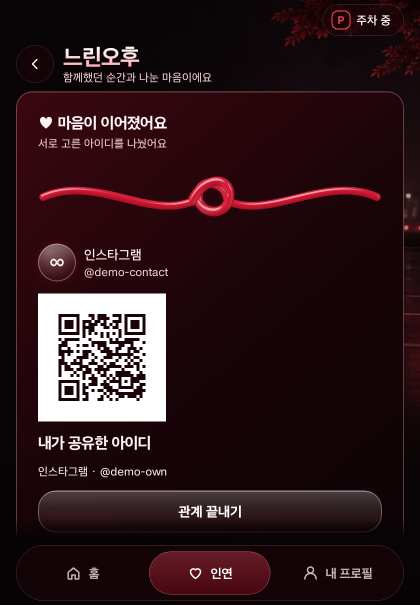 P 주차 중
느린오후
함께했던 순간과 나눈 마음이에요
마음이 이어졌어요
서로 고른 아이디를 나눴어요
인스타그램
@demo-contact
내가 공유한 아이디
인스타그램 · @demo-own
관계 끝내기
홈 인연 내 프로필